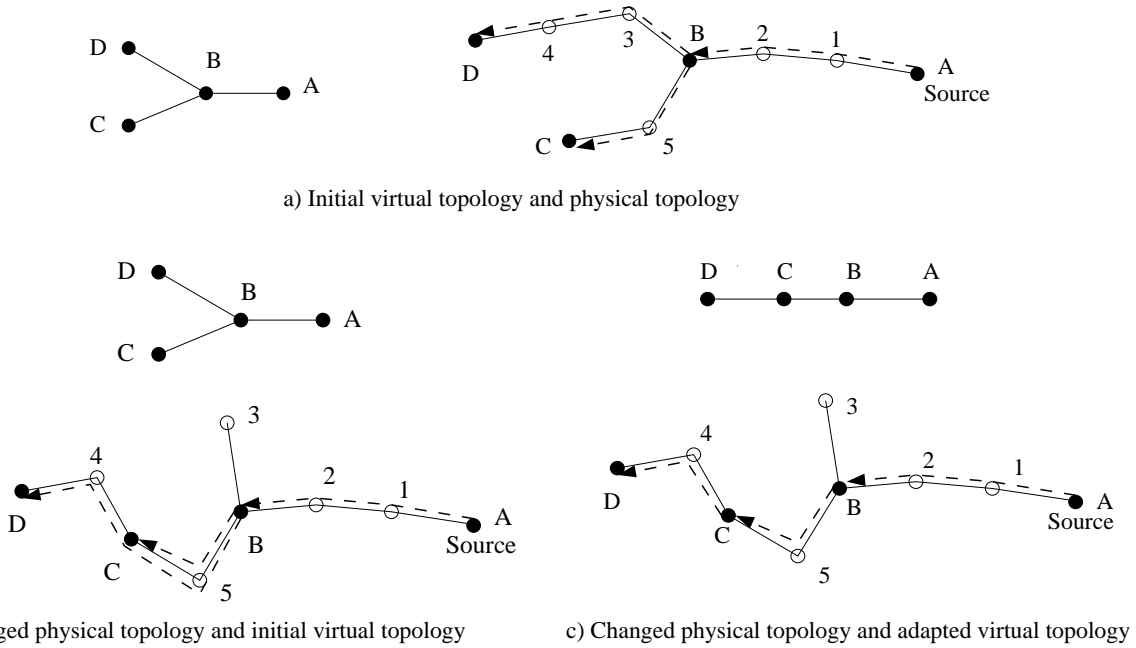 D
B
A
C
D
4
3
B
2
1
A
Source
C
5
a) Initial virtual topology and physical topology
D
B
A
C
D
C
B
A
3
4
2
1
D
A
B
Source
C
5
3
4
2
1
D
A
B
Source
C
5
ged physical topology and initial virtual topology
c) Changed physical topology and adapted virtual topology